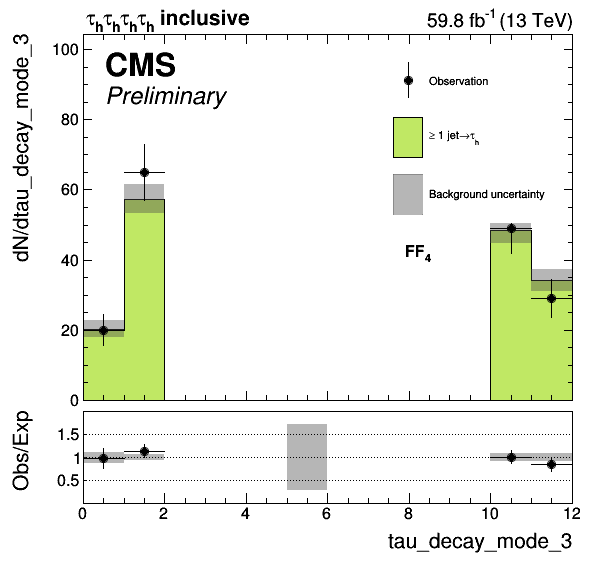 τhτhτhτh inclusive
59.8 fb⁻¹ (13 TeV)
CMS
Preliminary
Observation
≥ 1 jet→τh
Background uncertainty
FF4
dN/dtau_decay_mode_3
100
80
60
40
20
0
Obs/Exp
1.5
1
0.5
0 2 4 6 8 10 12
tau_decay_mode_3